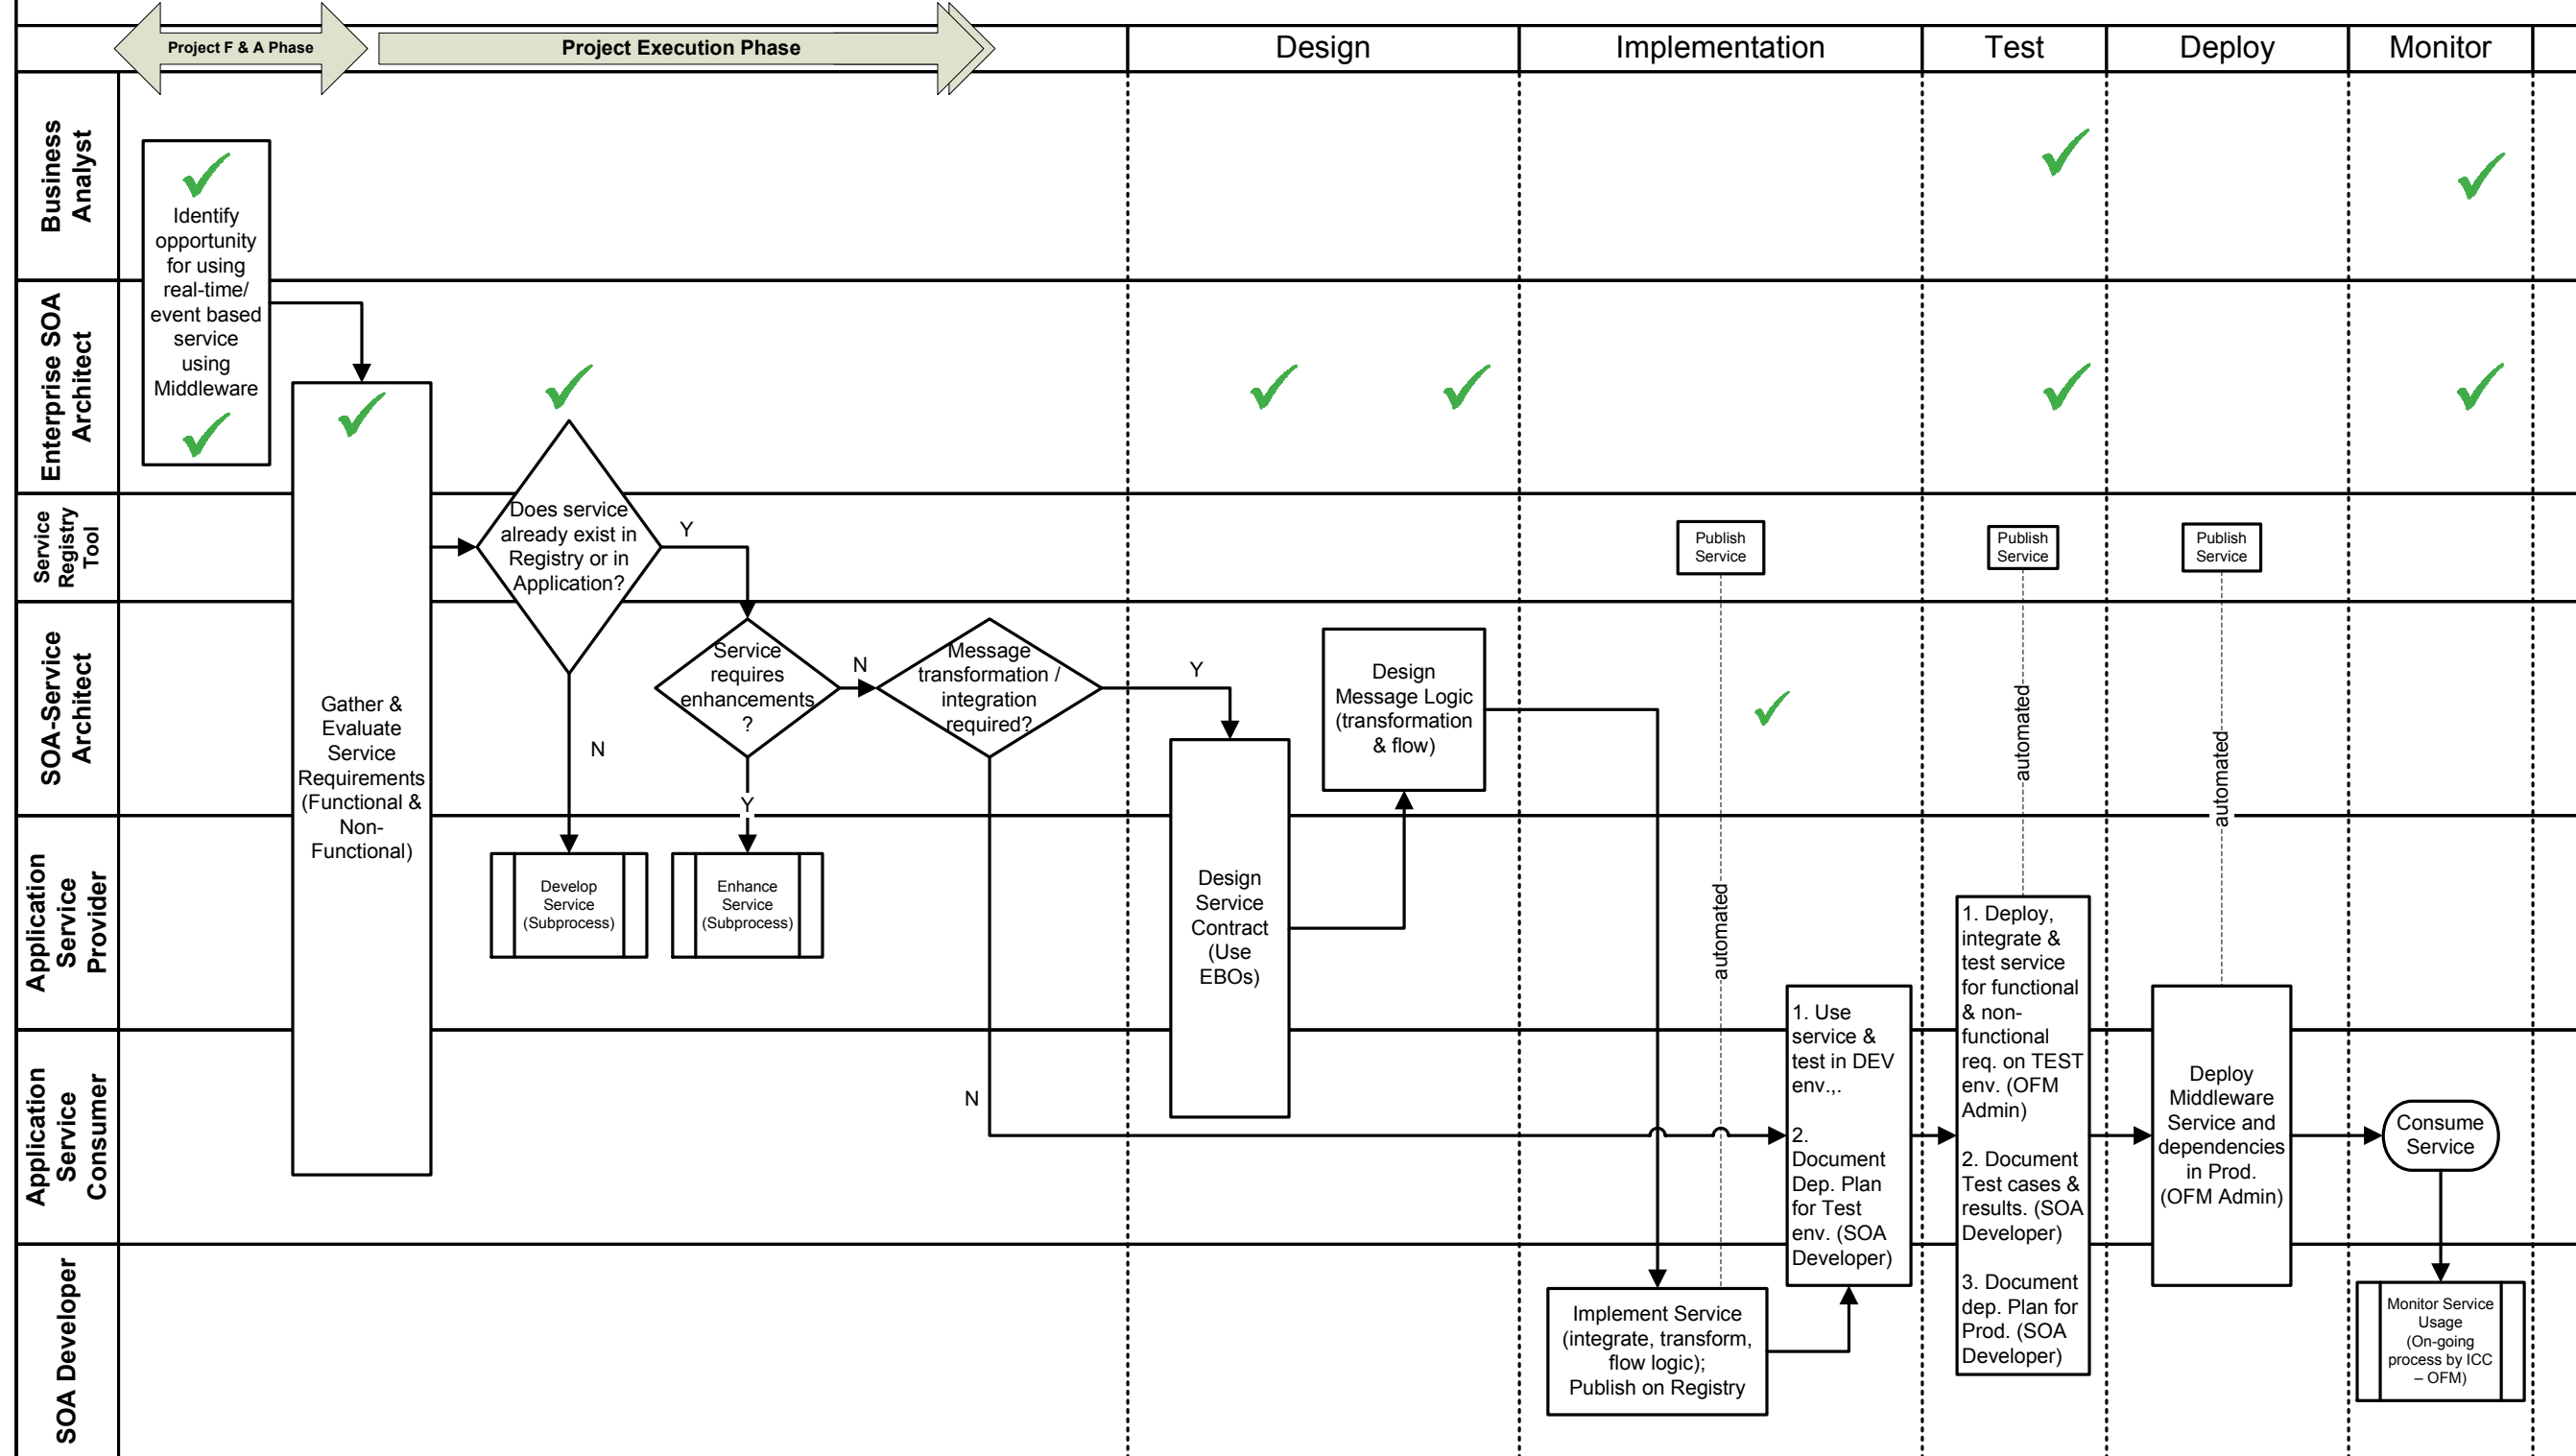 Project F & A Phase
Project Execution Phase
Design
Implementation
Test
Deploy
Monitor
Business
Analyst
Identify
opportunity
for using
real-time/
event based
service
using
Middleware
Enterprise SOA
Architect
Service
Registry
Tool
Does service
already exist in
Registry or in
Application?
Y
N
Publish
Service
Publish
Service
Publish
Service
SOA-Service
Architect
Gather &
Evaluate
Service
Requirements
(Functional &
Non-
Functional)
Service
requires
enhancements
?
N
Y
Message
transformation /
integration
required?
Y
N
Design
Message Logic
(transformation
& flow)
automated
automated
automated
Application
Service
Provider
Develop
Service
(Subprocess)
Enhance
Service
(Subprocess)
Design
Service
Contract
(Use
EBOs)
Application
Service
Consumer
1. Use
service &
test in DEV
env.,.
2.
Document
Dep. Plan
for Test
env. (SOA
Developer)
1. Deploy,
integrate &
test service
for functional
& non-
functional
req. on TEST
env. (OFM
Admin)
2. Document
Test cases &
results. (SOA
Developer)
3. Document
dep. Plan for
Prod. (SOA
Developer)
Deploy
Middleware
Service and
dependencies
in Prod.
(OFM Admin)
Consume
Service
SOA Developer
Implement Service
(integrate, transform,
flow logic);
Publish on Registry
Monitor Service
Usage
(On-going
process by ICC
– OFM)